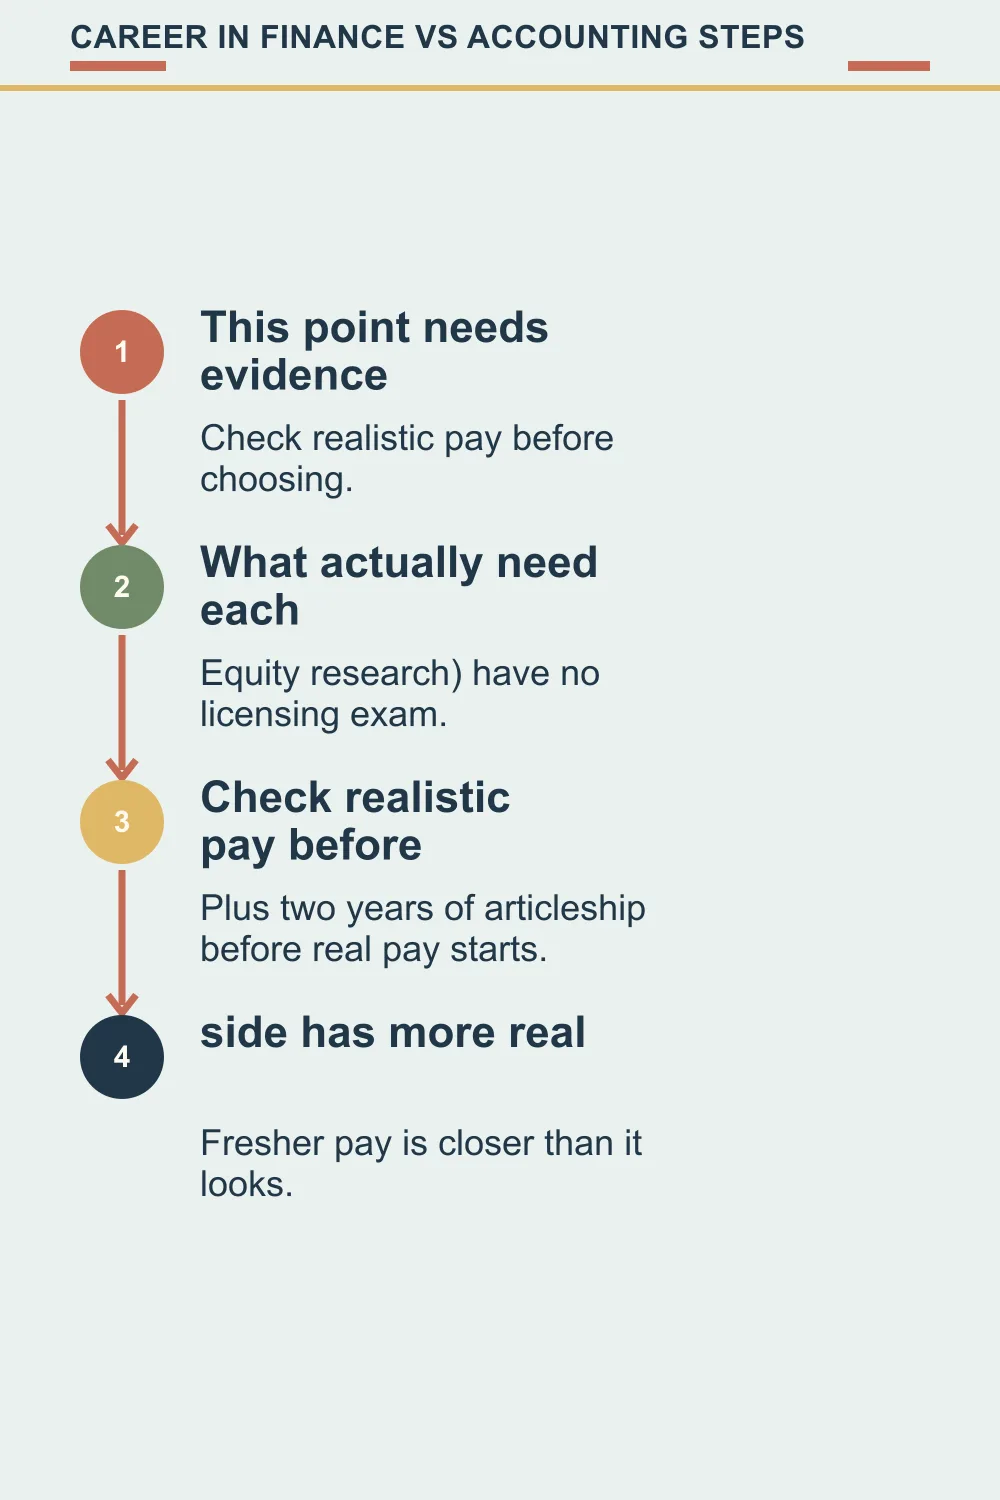 CAREER IN FINANCE VS ACCOUNTING STEPS
1
This point needs
evidence
Check realistic pay before
choosing.
2
What actually need
each
Equity research) have no
licensing exam.
3
Check realistic
pay before
Plus two years of articleship
before real pay starts.
4
side has more real
Fresher pay is closer than it
looks.